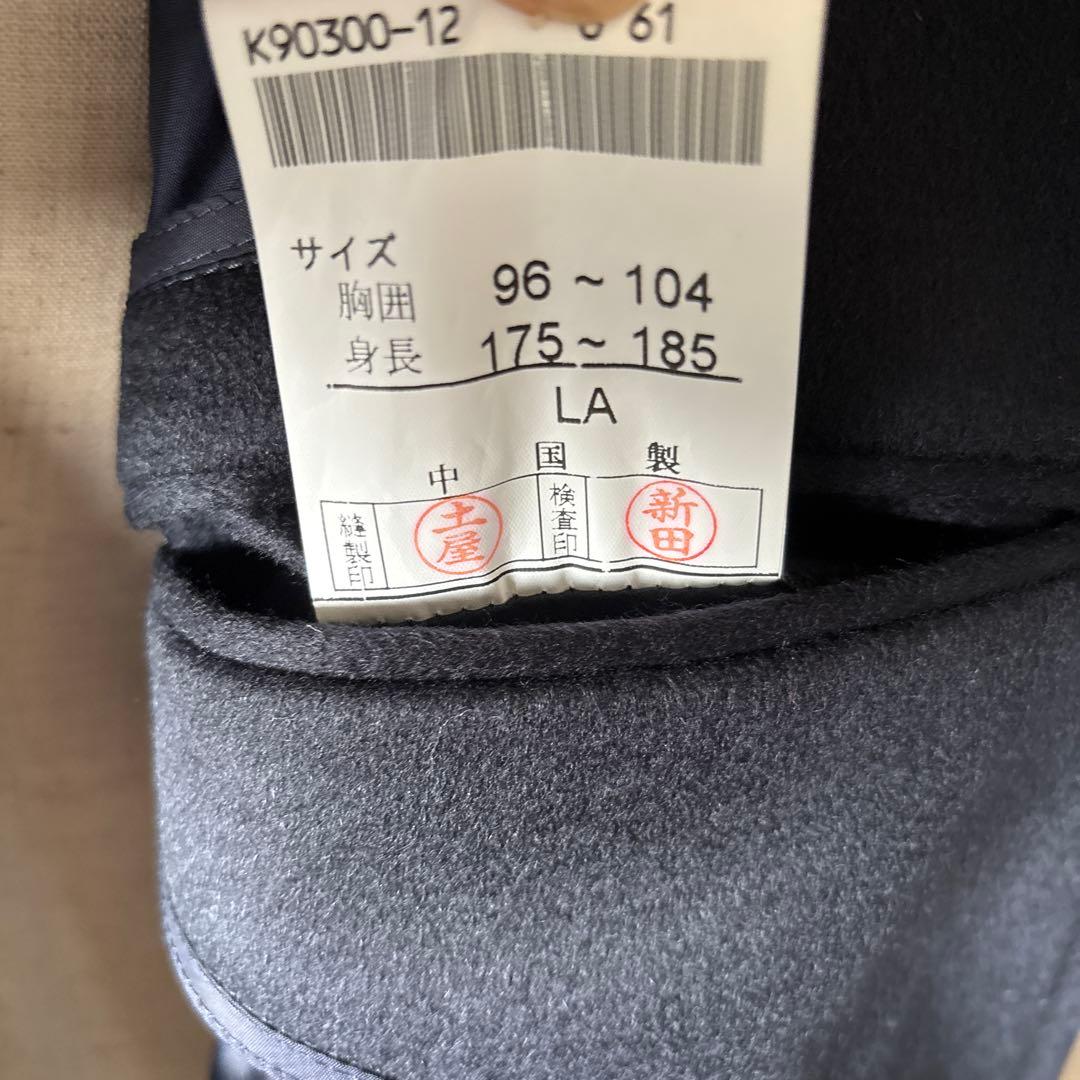 K90300-12 61
サイズ
胸囲 96 ~ 104
身長 175 ~ 185
LA
中国製
縫製印 土屋 検査印 新田